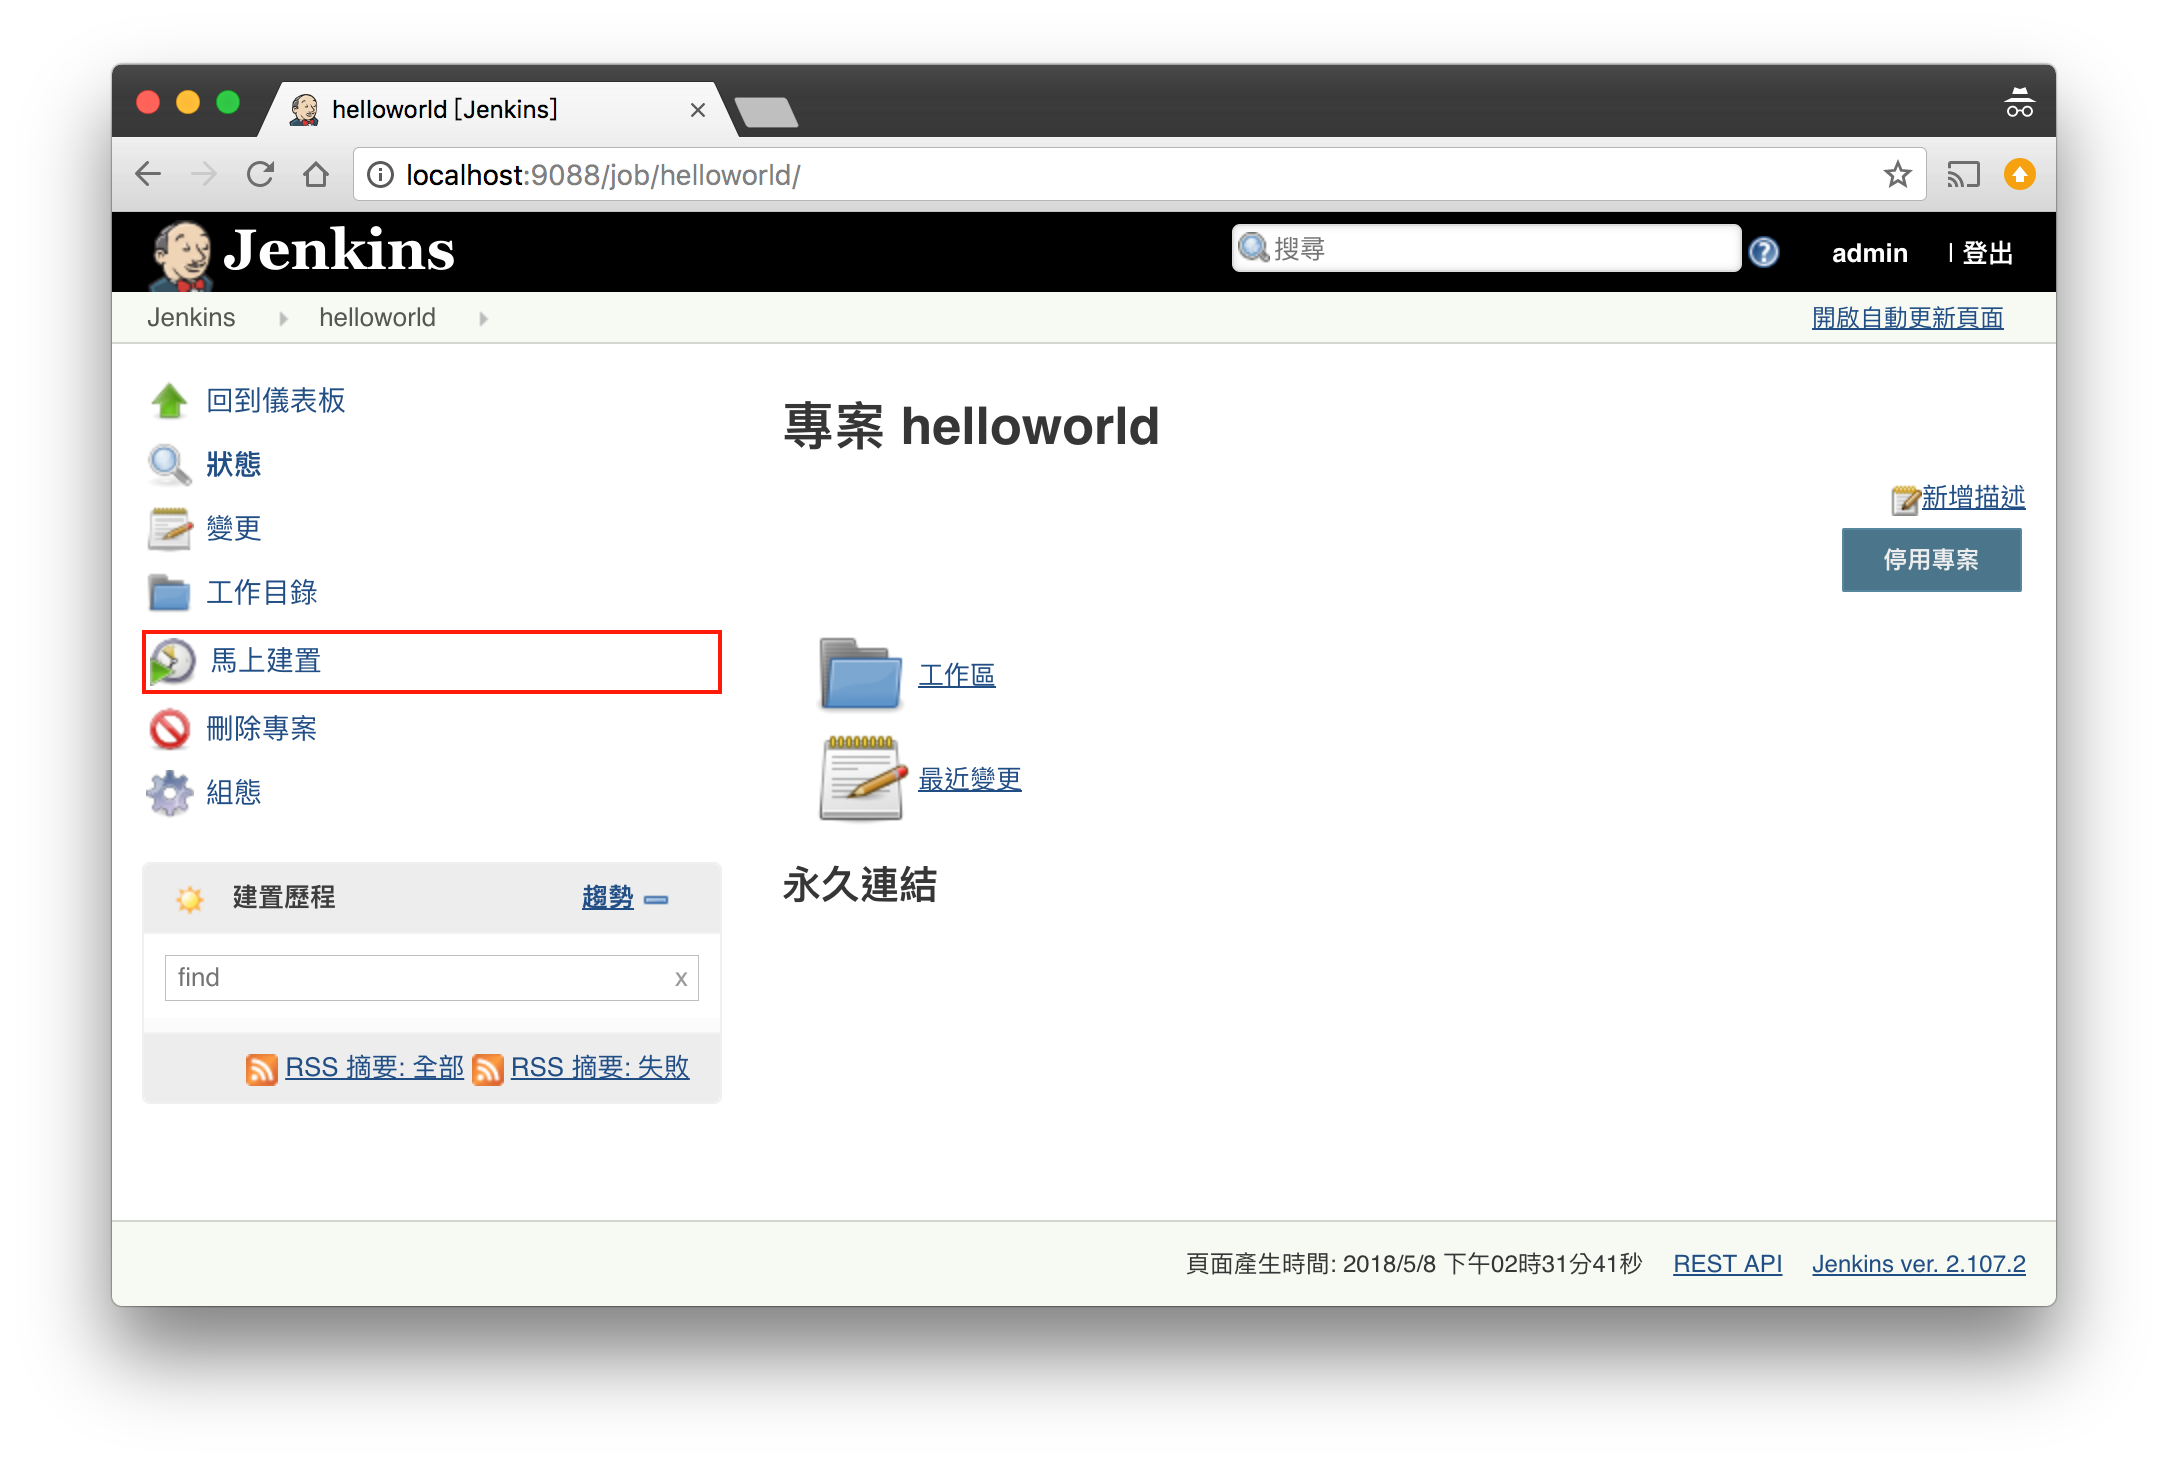 helloworld [Jenkins]
localhost:9088/job/helloworld/
Jenkins
搜尋
admin
| 登出
Jenkins
helloworld
開啟自動更新頁面
回到儀表板
狀態
變更
工作目錄
馬上建置
刪除專案
組態
建置歷程
趨勢
find
x
RSS 摘要: 全部
RSS 摘要: 失敗
專案 helloworld
新增描述
停用專案
工作區
最近變更
永久連結
頁面產生時間: 2018/5/8 下午02時31分41秒
REST API
Jenkins ver. 2.107.2